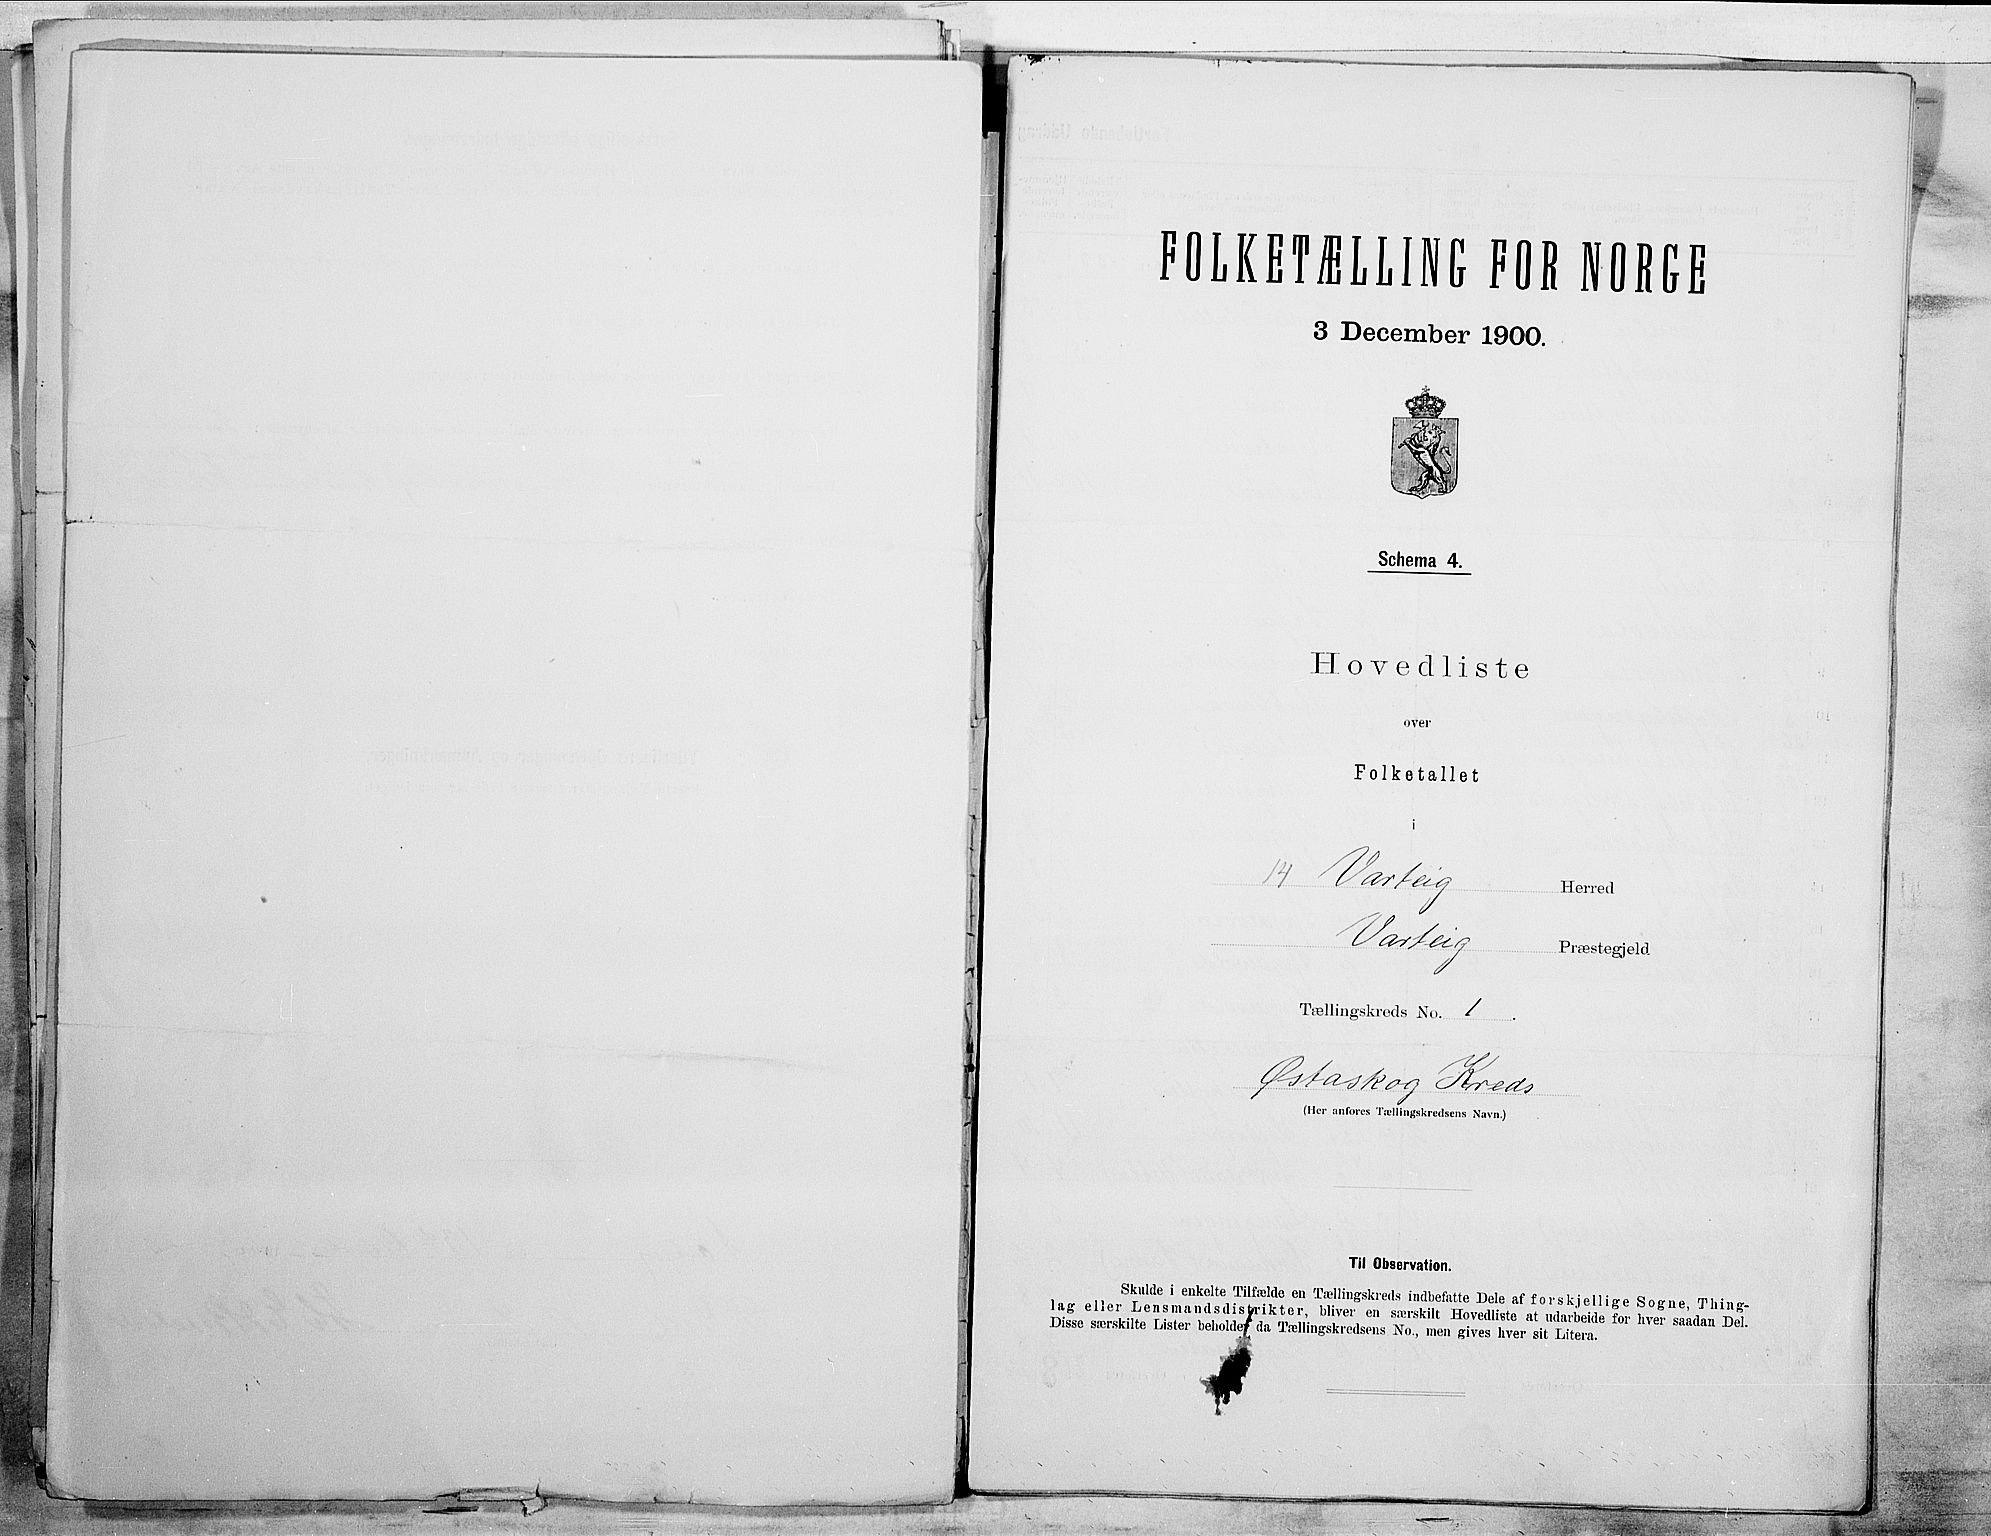 FOLKETÆLLING FOR NORGE
3 December 1900.
Schema 4.
Hovedliste
over
Folketallet
i
14 Varteig Herred
Varteig Præstegjeld
Tællingskreds No. 1.
Østaskog Kreds
(Her anføres Tællingskredsens Navn.)
Til Observation.
Skulde i enkelte Tilfælde en Tællingskreds indbefatte Dele af forskjellige Sogne, Thing-
lag eller Lensmandsdistrikter, bliver en særskilt Hovedliste at udarbeide for hver saadan Del.
Disse særskilte Lister beholder da Tællingskredsens No., men gives hver sit Litera.